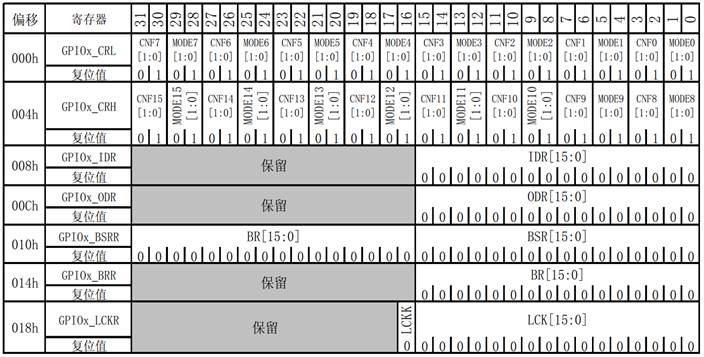 偏移 寄存器 31 30 29 28 27 26 25 24 23 22 21 20 19 18 17 16 15 14 13 12 11 10 9 8 7 6 5 4 3 2 1 0
000h GPIOx_CRL CNF7 MODE7 CNF6 MODE6 CNF5 MODE5 CNF4 MODE4 CNF3 MODE3 CNF2 MODE2 CNF1 MODE1 CNF0 MODE0
[1:0] [1:0] [1:0] [1:0] [1:0] [1:0] [1:0] [1:0] [1:0] [1:0] [1:0] [1:0] [1:0] [1:0] [1:0] [1:0]
复位值 0 1 0 1 0 1 0 1 0 1 0 1 0 1 0 1 0 1 0 1 0 1 0 1 0 1 0 1 0 1 0 1
004h GPIOx_CRH CNF15 MODE15 CNF14 MODE14 CNF13 MODE13 CNF12 MODE12 CNF11 MODE11 CNF10 MODE10 CNF9 MODE9 CNF8 MODE8
[1:0] [1:0] [1:0] [1:0] [1:0] [1:0] [1:0] [1:0] [1:0] [1:0] [1:0] [1:0] [1:0] [1:0] [1:0] [1:0]
复位值 0 1 0 1 0 1 0 1 0 1 0 1 0 1 0 1 0 1 0 1 0 1 0 1 0 1 0 1 0 1 0 1
008h GPIOx_IDR 保留 IDR[15:0]
复位值 0 0 0 0 0 0 0 0 0 0 0 0 0 0 0 0
00Ch GPIOx_ODR 保留 ODR[15:0]
复位值 0 0 0 0 0 0 0 0 0 0 0 0 0 0 0 0
010h GPIOx_BSRR BR[15:0] BSR[15:0]
复位值 0 0 0 0 0 0 0 0 0 0 0 0 0 0 0 0 0 0 0 0 0 0 0 0 0 0 0 0 0 0 0 0
014h GPIOx_BRR 保留 BR[15:0]
复位值 0 0 0 0 0 0 0 0 0 0 0 0 0 0 0 0
018h GPIOx_LCKR 保留 LCKK LCK[15:0]
复位值 0 0 0 0 0 0 0 0 0 0 0 0 0 0 0 0 0